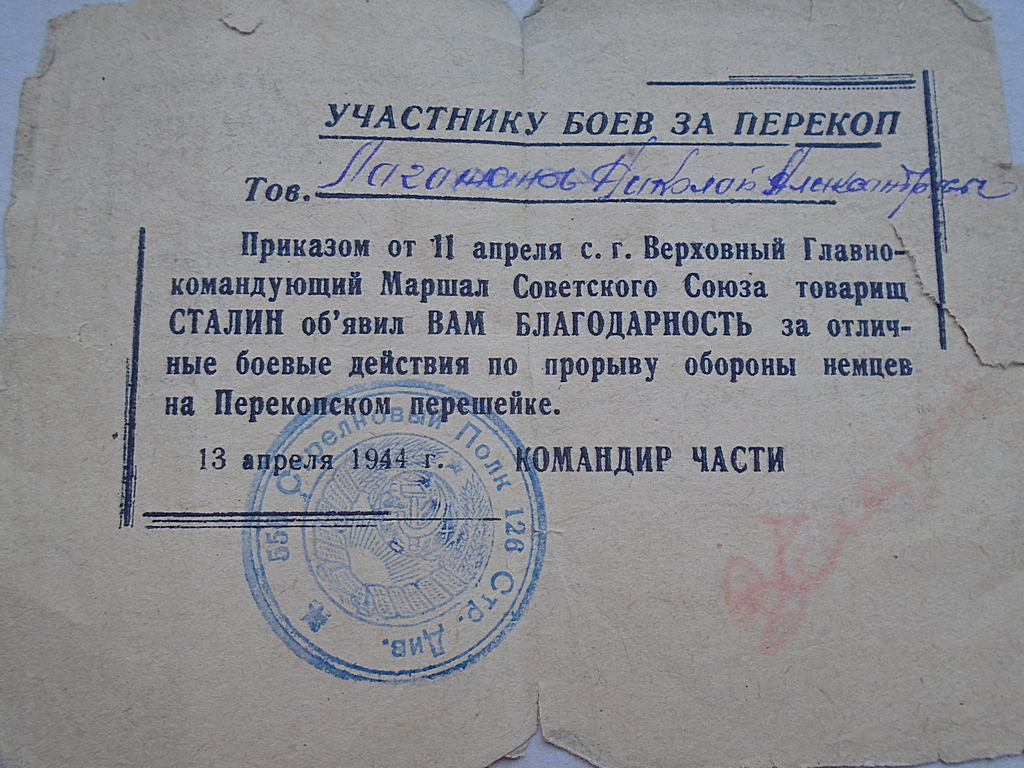 УЧАСТНИКУ БОЕВ ЗА ПЕРЕКОП
Тов. Николай
Приказом от 11 апреля с. г. Верховный Главно-
командующий Маршал Советского Союза товарищ
СТАЛИН об'явил ВАМ БЛАГОДАРНОСТЬ за отлич-
ные боевые действия по прорыву обороны немцев
на Перекопском перешейке.
13 апреля 1944 г. КОМАНДИР ЧАСТИ
Стрелковый Полк 126 Стр. Див.